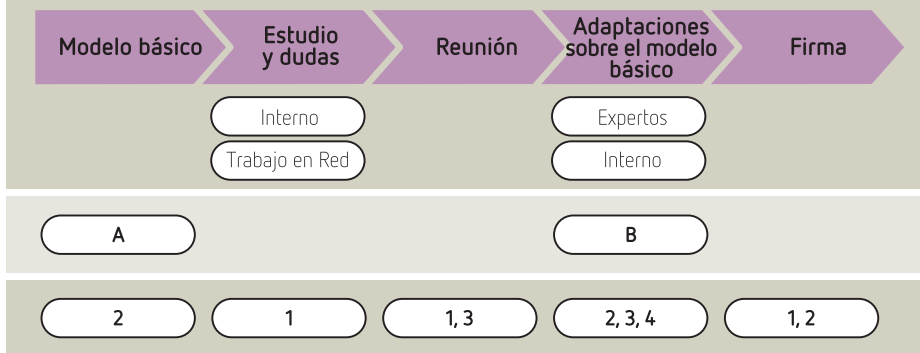 Modelo básico
Estudio
y dudas
Reunión
Adaptaciones
sobre el modelo
básico
Firma
Interno
Trabajo en Red
Expertos
Interno
A
B
2
1
1, 3
2, 3, 4
1, 2